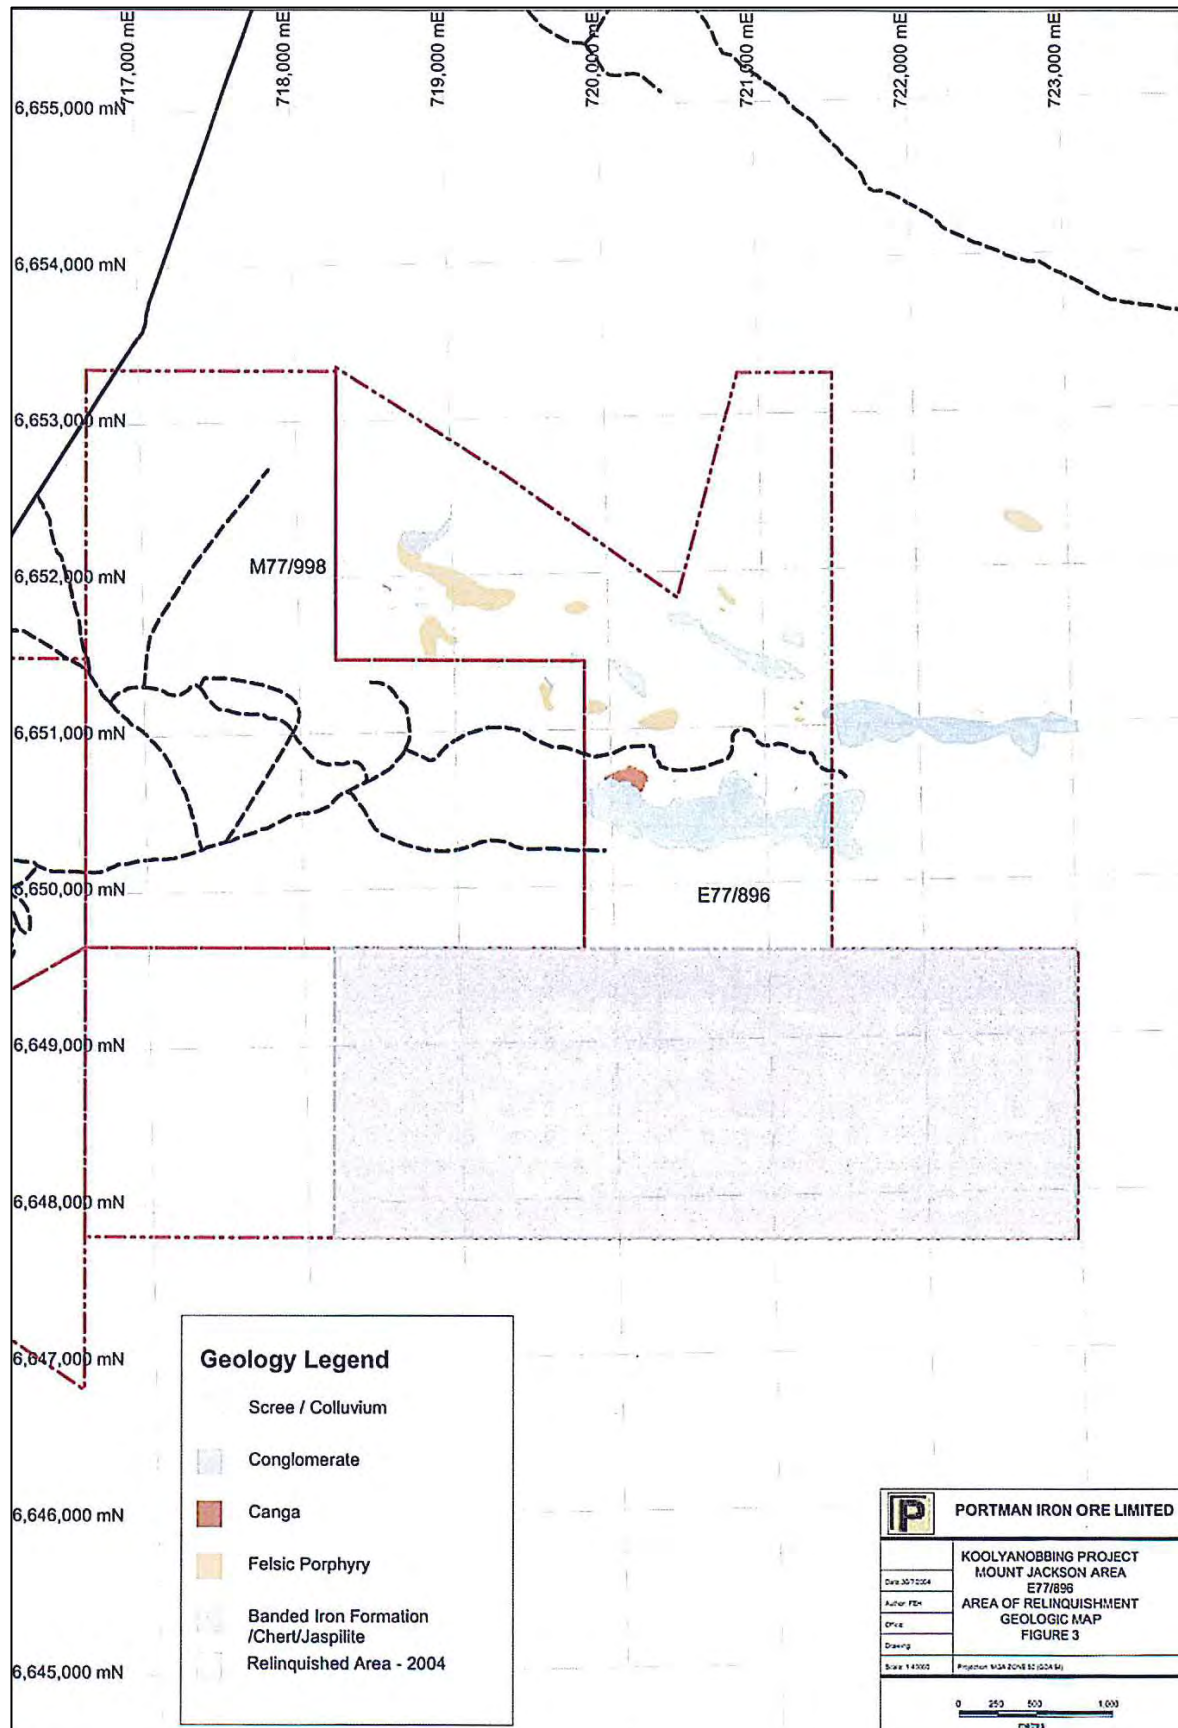 717,000 mE
718,000 mE
719,000 mE
720,000 mE
721,000 mE
722,000 mE
723,000 mE
6,655,000 mN
6,654,000 mN
6,653,000 mN
6,652,000 mN
6,651,000 mN
6,650,000 mN
6,649,000 mN
6,648,000 mN
6,647,000 mN
6,646,000 mN
6,645,000 mN
M77/998
E77/896
Geology Legend
Scree / Colluvium
Conglomerate
Canga
Felsic Porphyry
Banded Iron Formation
/Chert/Jaspilite
Relinquished Area - 2004
P
PORTMAN IRON ORE LIMITED
KOOLYANOBBING PROJECT
MOUNT JACKSON AREA
E77/896
AREA OF RELINQUISHMENT
GEOLOGIC MAP
FIGURE 3
Author:
Office:
Drawing:
0 250 500 1,000
metres